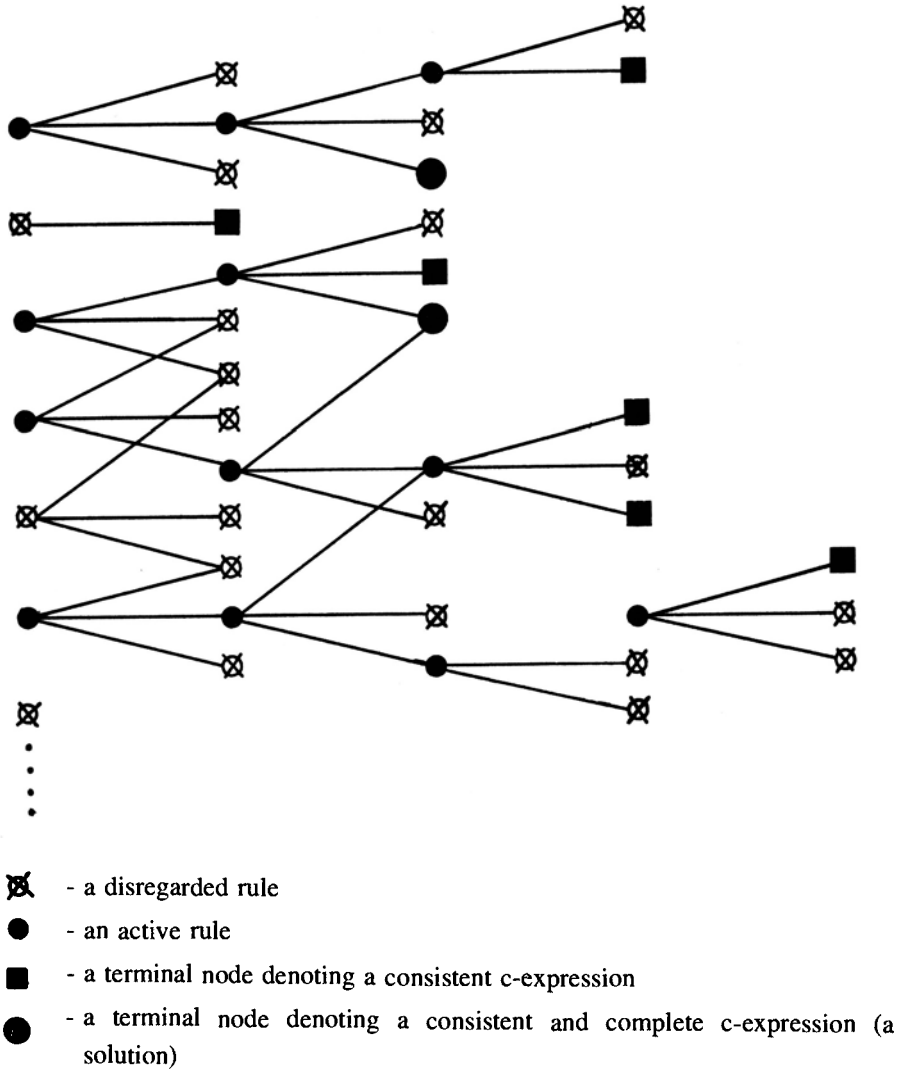 - a disregarded rule
- an active rule
- a terminal node denoting a consistent c-expression
- a terminal node denoting a consistent and complete c-expression (a
solution)